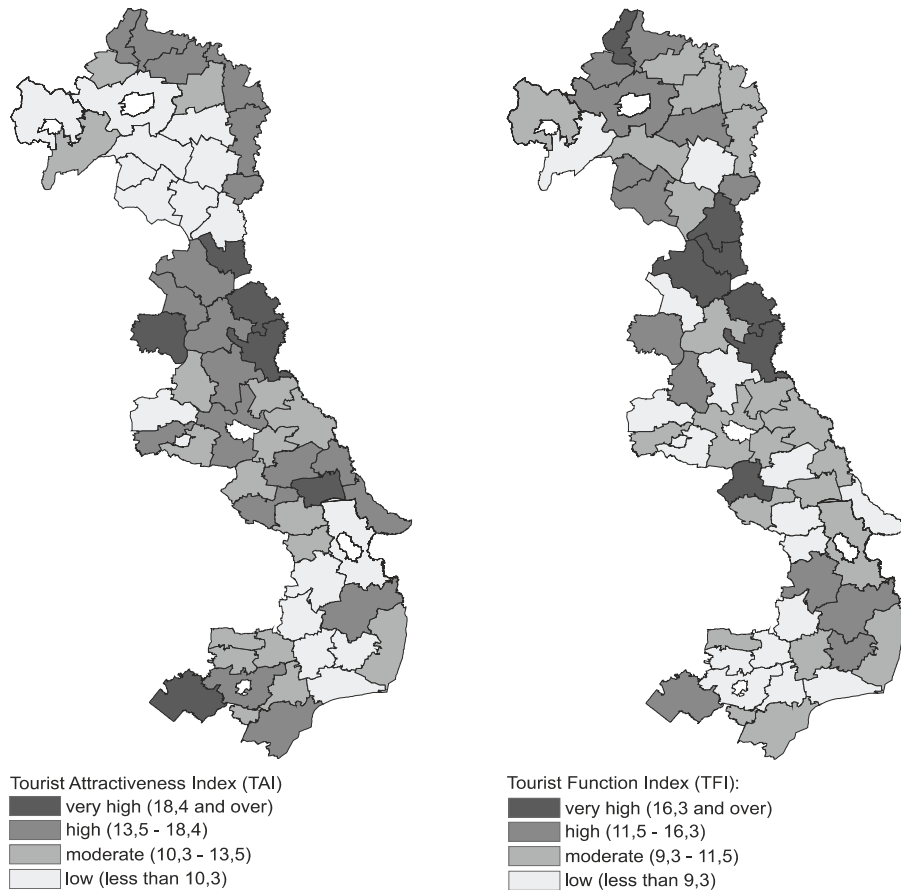 Tourist Attractiveness Index (TAI)
very high (18,4 and over)
high (13,5 - 18,4)
moderate (10,3 - 13,5)
low (less than 10,3)
Tourist Function Index (TFI):
very high (16,3 and over)
high (11,5 - 16,3)
moderate (9,3 - 11,5)
low (less than 9,3)